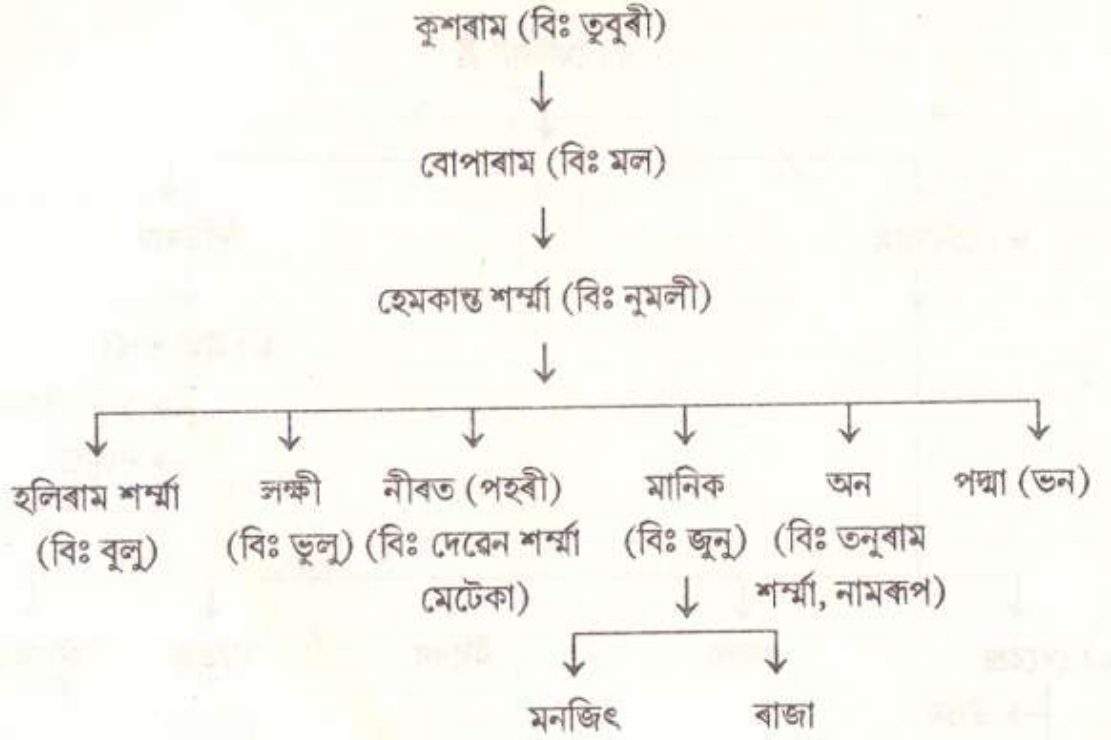 কুশৰাম (বিঃ তুবুৰী)
বোপাৰাম (বিঃ মল)
হেমকান্ত শৰ্ম্মা (বিঃ নুমলী)
হলিৰাম শৰ্ম্মা লক্ষী নীৰত (পহৰী) মানিক অন পদ্মা (ভন)
(বিঃ বুলু) (বিঃ ভুলু) (বিঃ দেৱেন শৰ্ম্মা (বিঃ জুনু) (বিঃ তনুৰাম
মেটেকা) শৰ্ম্মা, নামৰূপ)
মনজিৎ ৰাজা